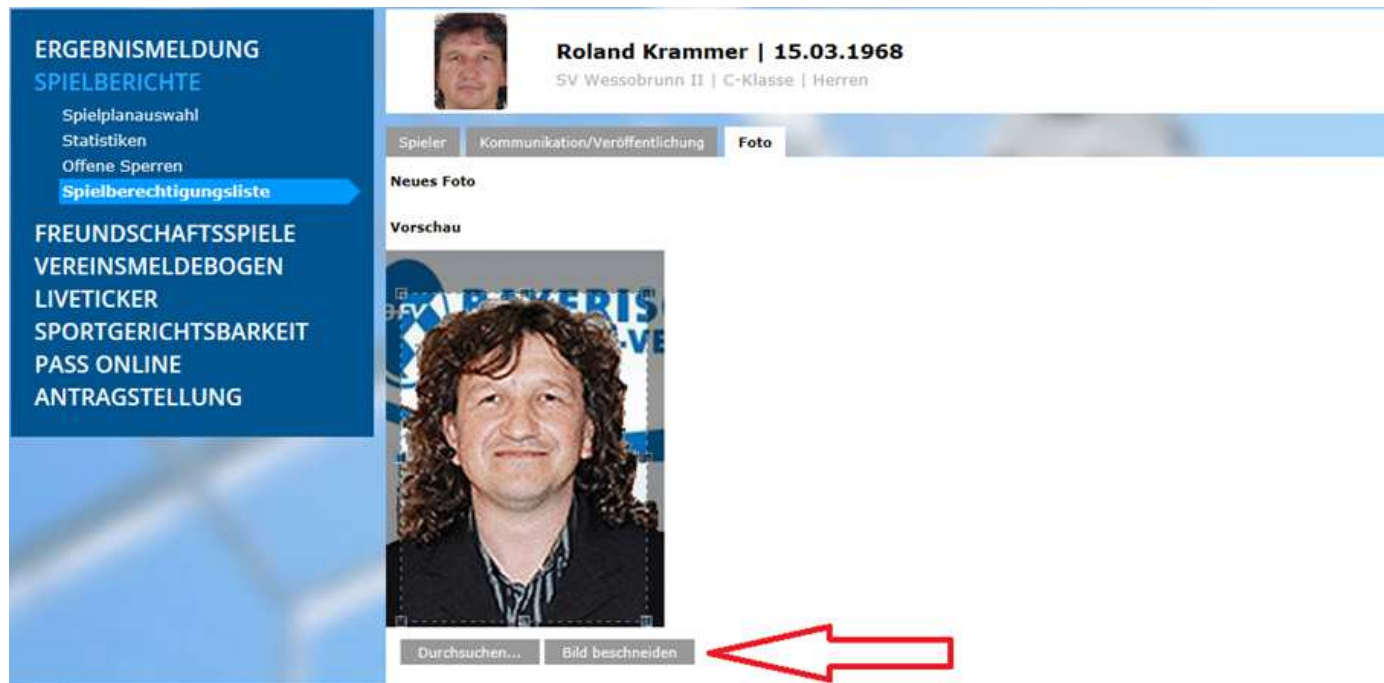 ERGEBNISMELDUNG
SPIELBERICHTE
Spielplanauswahl
Statistiken
Offene Sperren
Spielberechtigungsliste
FREUNDSCHAFTSSPIELE
VEREINSMELDEBOGEN
LIVETICKER
SPORTGERICHTSBARKEIT
PASS ONLINE
ANTRAGSTELLUNG
Roland Krammer | 15.03.1968
SV Wessobrunn II | C-Klasse | Herren
Spieler Kommunikation/Veröffentlichung Foto
Neues Foto
Vorschau
Durchsuchen... Bild beschneiden